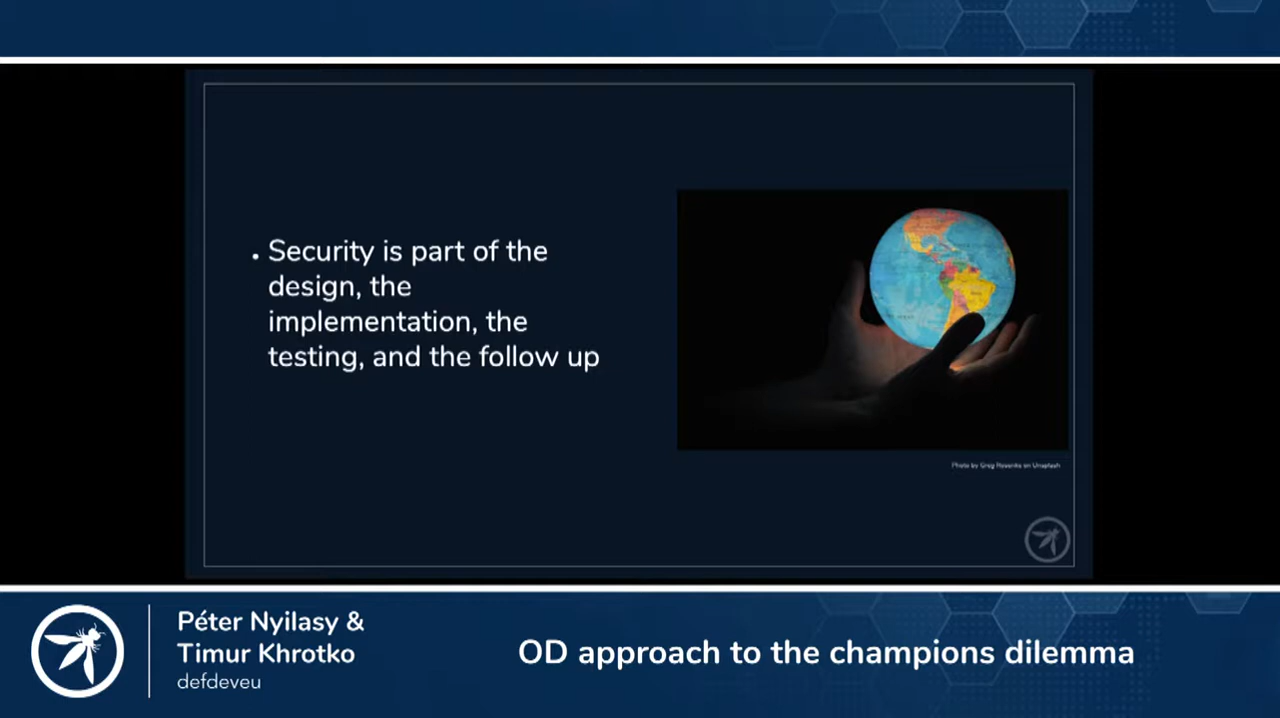 • Security is part of the
design, the
implementation, the
testing, and the follow up
Photo by Greg Rosenke on Unsplash
Péter Nyilasy &
Timur Khrotko
defdeveu
OD approach to the champions dilemma